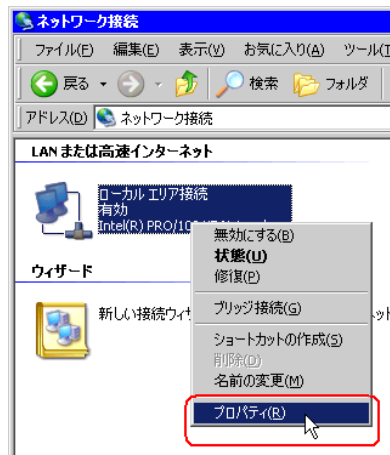 ネットワーク接続
ファイル(F) 編集(E) 表示(V) お気に入り(A) ツール(T
戻る 検索 フォルダ
アドレス(D) ネットワーク接続
LAN または高速インターネット
ローカル エリア接続
有効
Intel(R) PRO/100
無効にする(B)
状態(U)
修復(P)
ウィザード
ブリッジ接続(G)
新しい接続ウィ
ショートカットの作成(S)
削除(D)
名前の変更(M)
プロパティ(R)